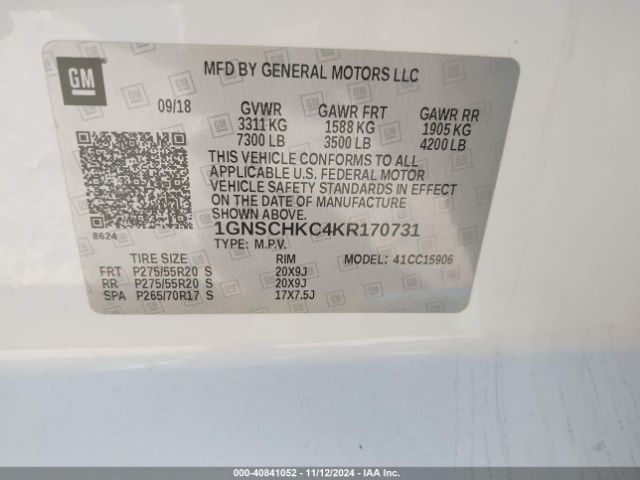 GM
MFD BY GENERAL MOTORS LLC
09/18 GVWR GAWR FRT GAWR RR
3311 KG 1588 KG 1905 KG
7300 LB 3500 LB 4200 LB
THIS VEHICLE CONFORMS TO ALL
APPLICABLE U.S. FEDERAL MOTOR
VEHICLE SAFETY STANDARDS IN EFFECT
ON THE DATE OF MANUFACTURE
SHOWN ABOVE.
8624
1GNSCHKC4KR170731
TYPE: M.P.V.
TIRE SIZE RIM MODEL: 41CC15906
FRT P275/55R20 S 20X9J
RR P275/55R20 S 20X9J
SPA P265/70R17 S 17X7.5J
000-40841052 - 11/12/2024 - IAA Inc.